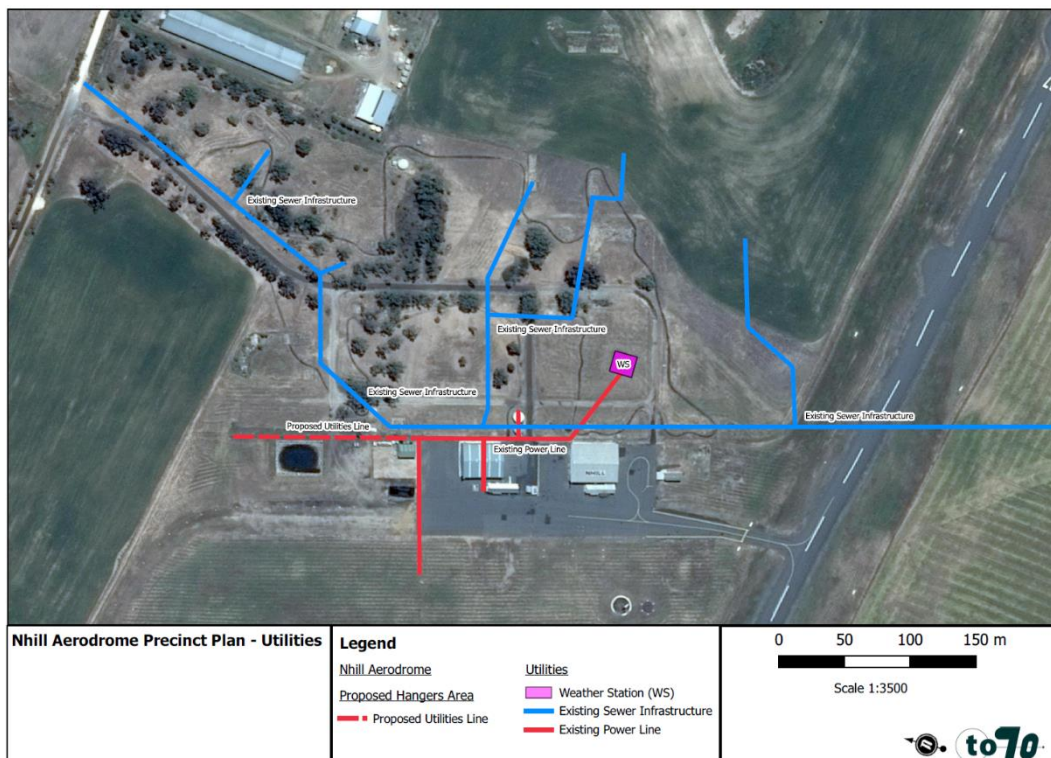 Existing Sewer Infrastructure
Existing Sewer Infrastructure
WS
Existing Sewer Infrastructure
Existing Sewer Infrastructure
Proposed Utilities Line
Existing Power Line
NHILL
Nhill Aerodrome Precinct Plan - Utilities
Legend
Nhill Aerodrome
Proposed Hangers Area
Proposed Utilities Line
Utilities
Weather Station (WS)
Existing Sewer Infrastructure
Existing Power Line
0 50 100 150 m
Scale 1:3500
to70